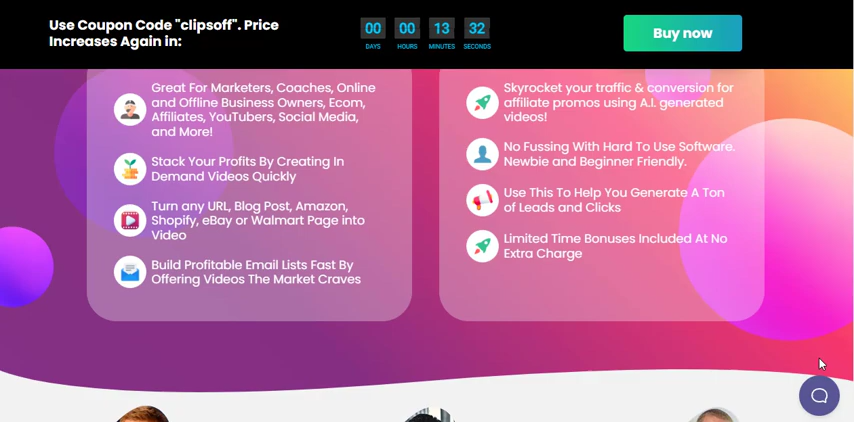 Use Coupon Code "clipsoff". Price
Increases Again in:
00 00 13 32
DAYS HOURS MINUTES SECONDS
Buy now
Great For Marketers, Coaches, Online
and Offline Business Owners, Ecom,
Affiliates, YouTubers, Social Media,
and More!
Stack Your Profits By Creating In
Demand Videos Quickly
Turn any URL, Blog Post, Amazon,
Shopify, eBay or Walmart Page into
Video
Build Profitable Email Lists Fast By
Offering Videos The Market Craves
Skyrocket your traffic & conversion for
affiliate promos using A.I. generated
videos!
No Fussing With Hard To Use Software.
Newbie and Beginner Friendly.
Use This To Help You Generate A Ton
of Leads and Clicks
Limited Time Bonuses Included At No
Extra Charge